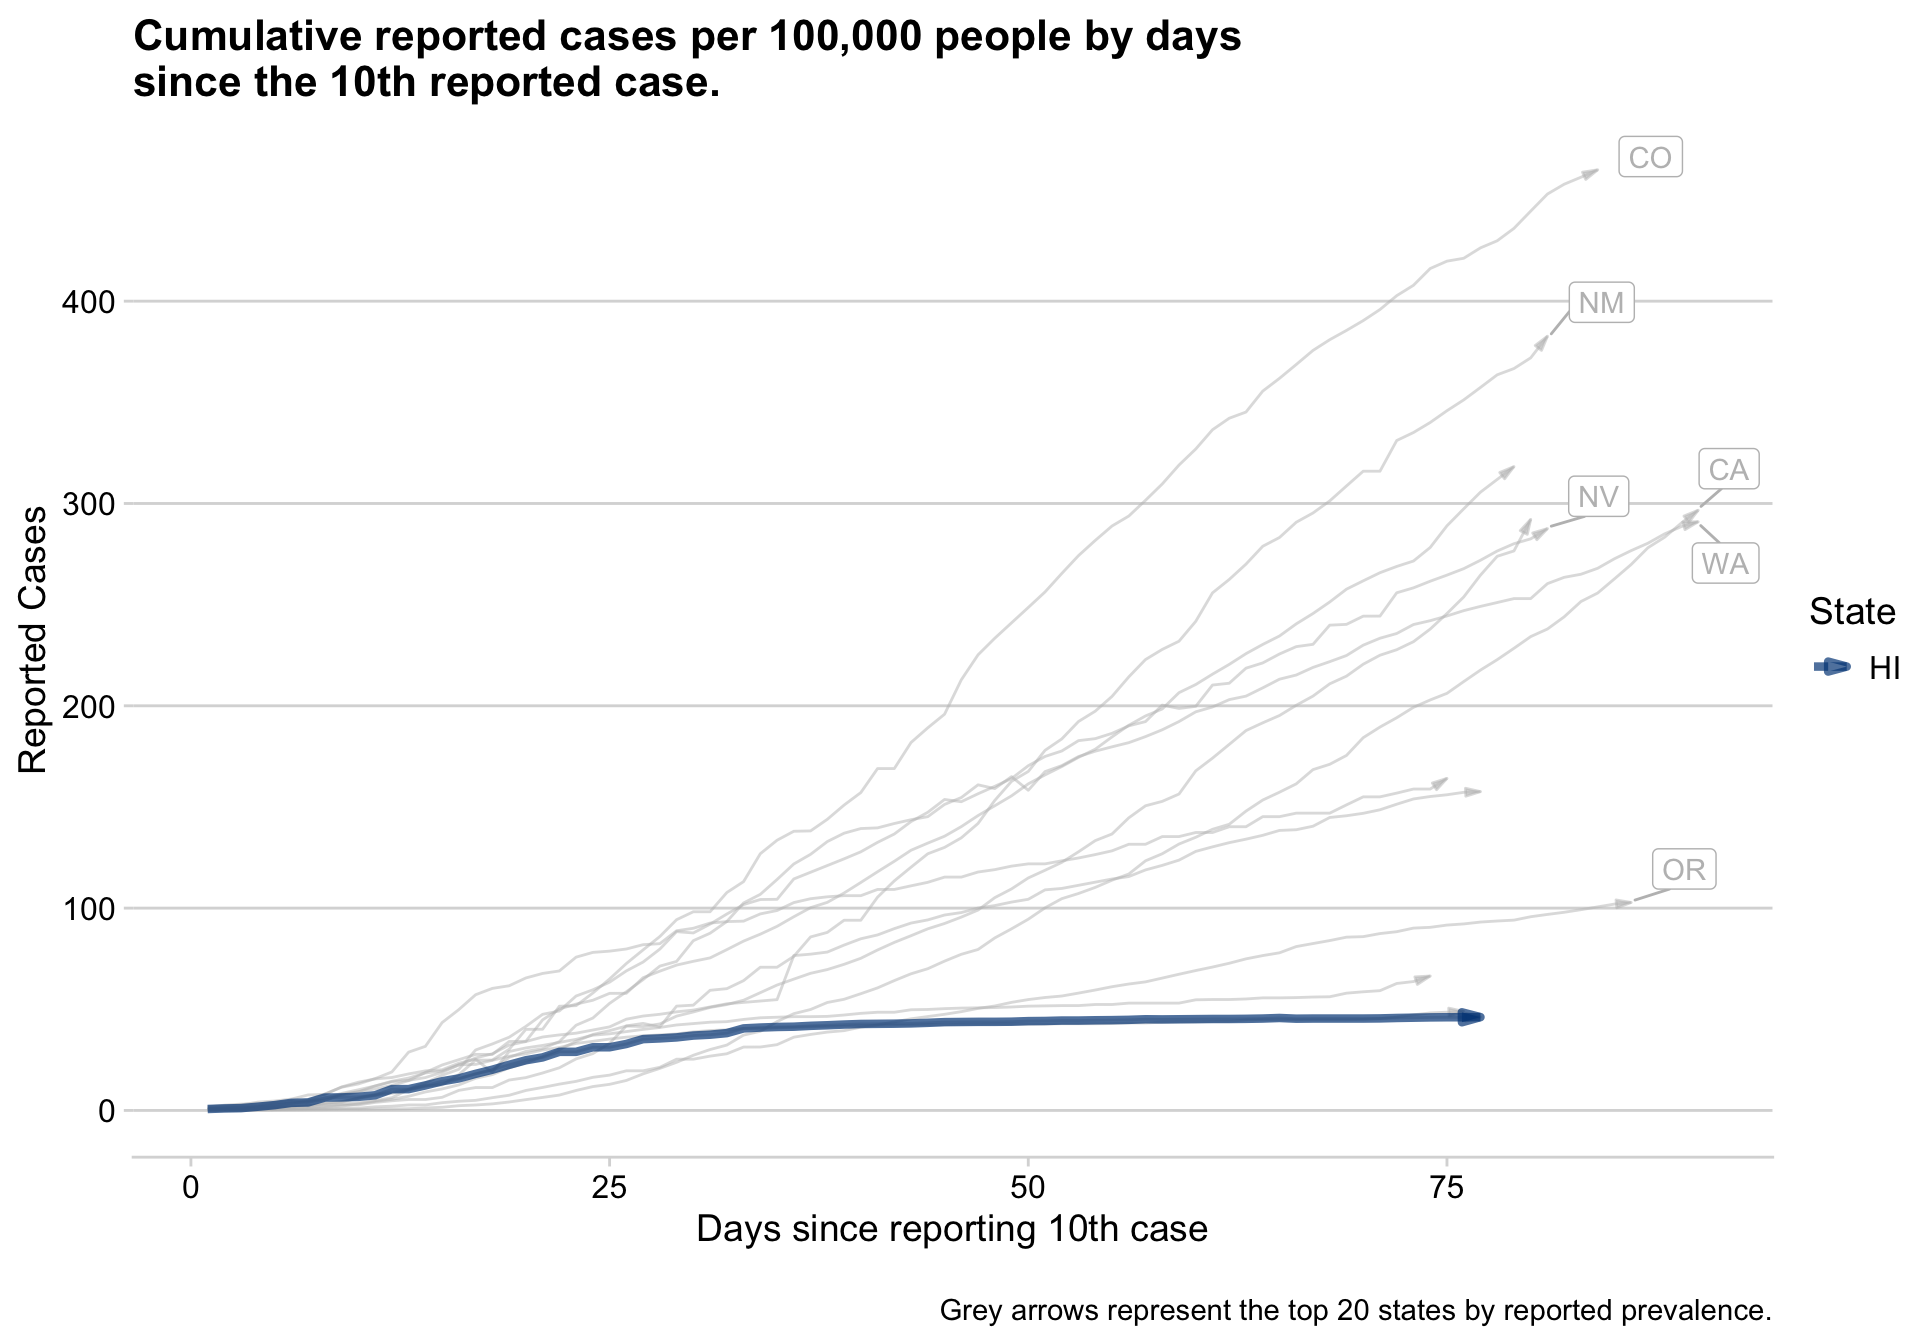 Cumulative reported cases per 100,000 people by days
since the 10th reported case.
CO
400
NM
CA
300
NV
WA
Reported Cases
State
HI
200
OR
100
0
0
25
50
75
Days since reporting 10th case
Grey arrows represent the top 20 states by reported prevalence.